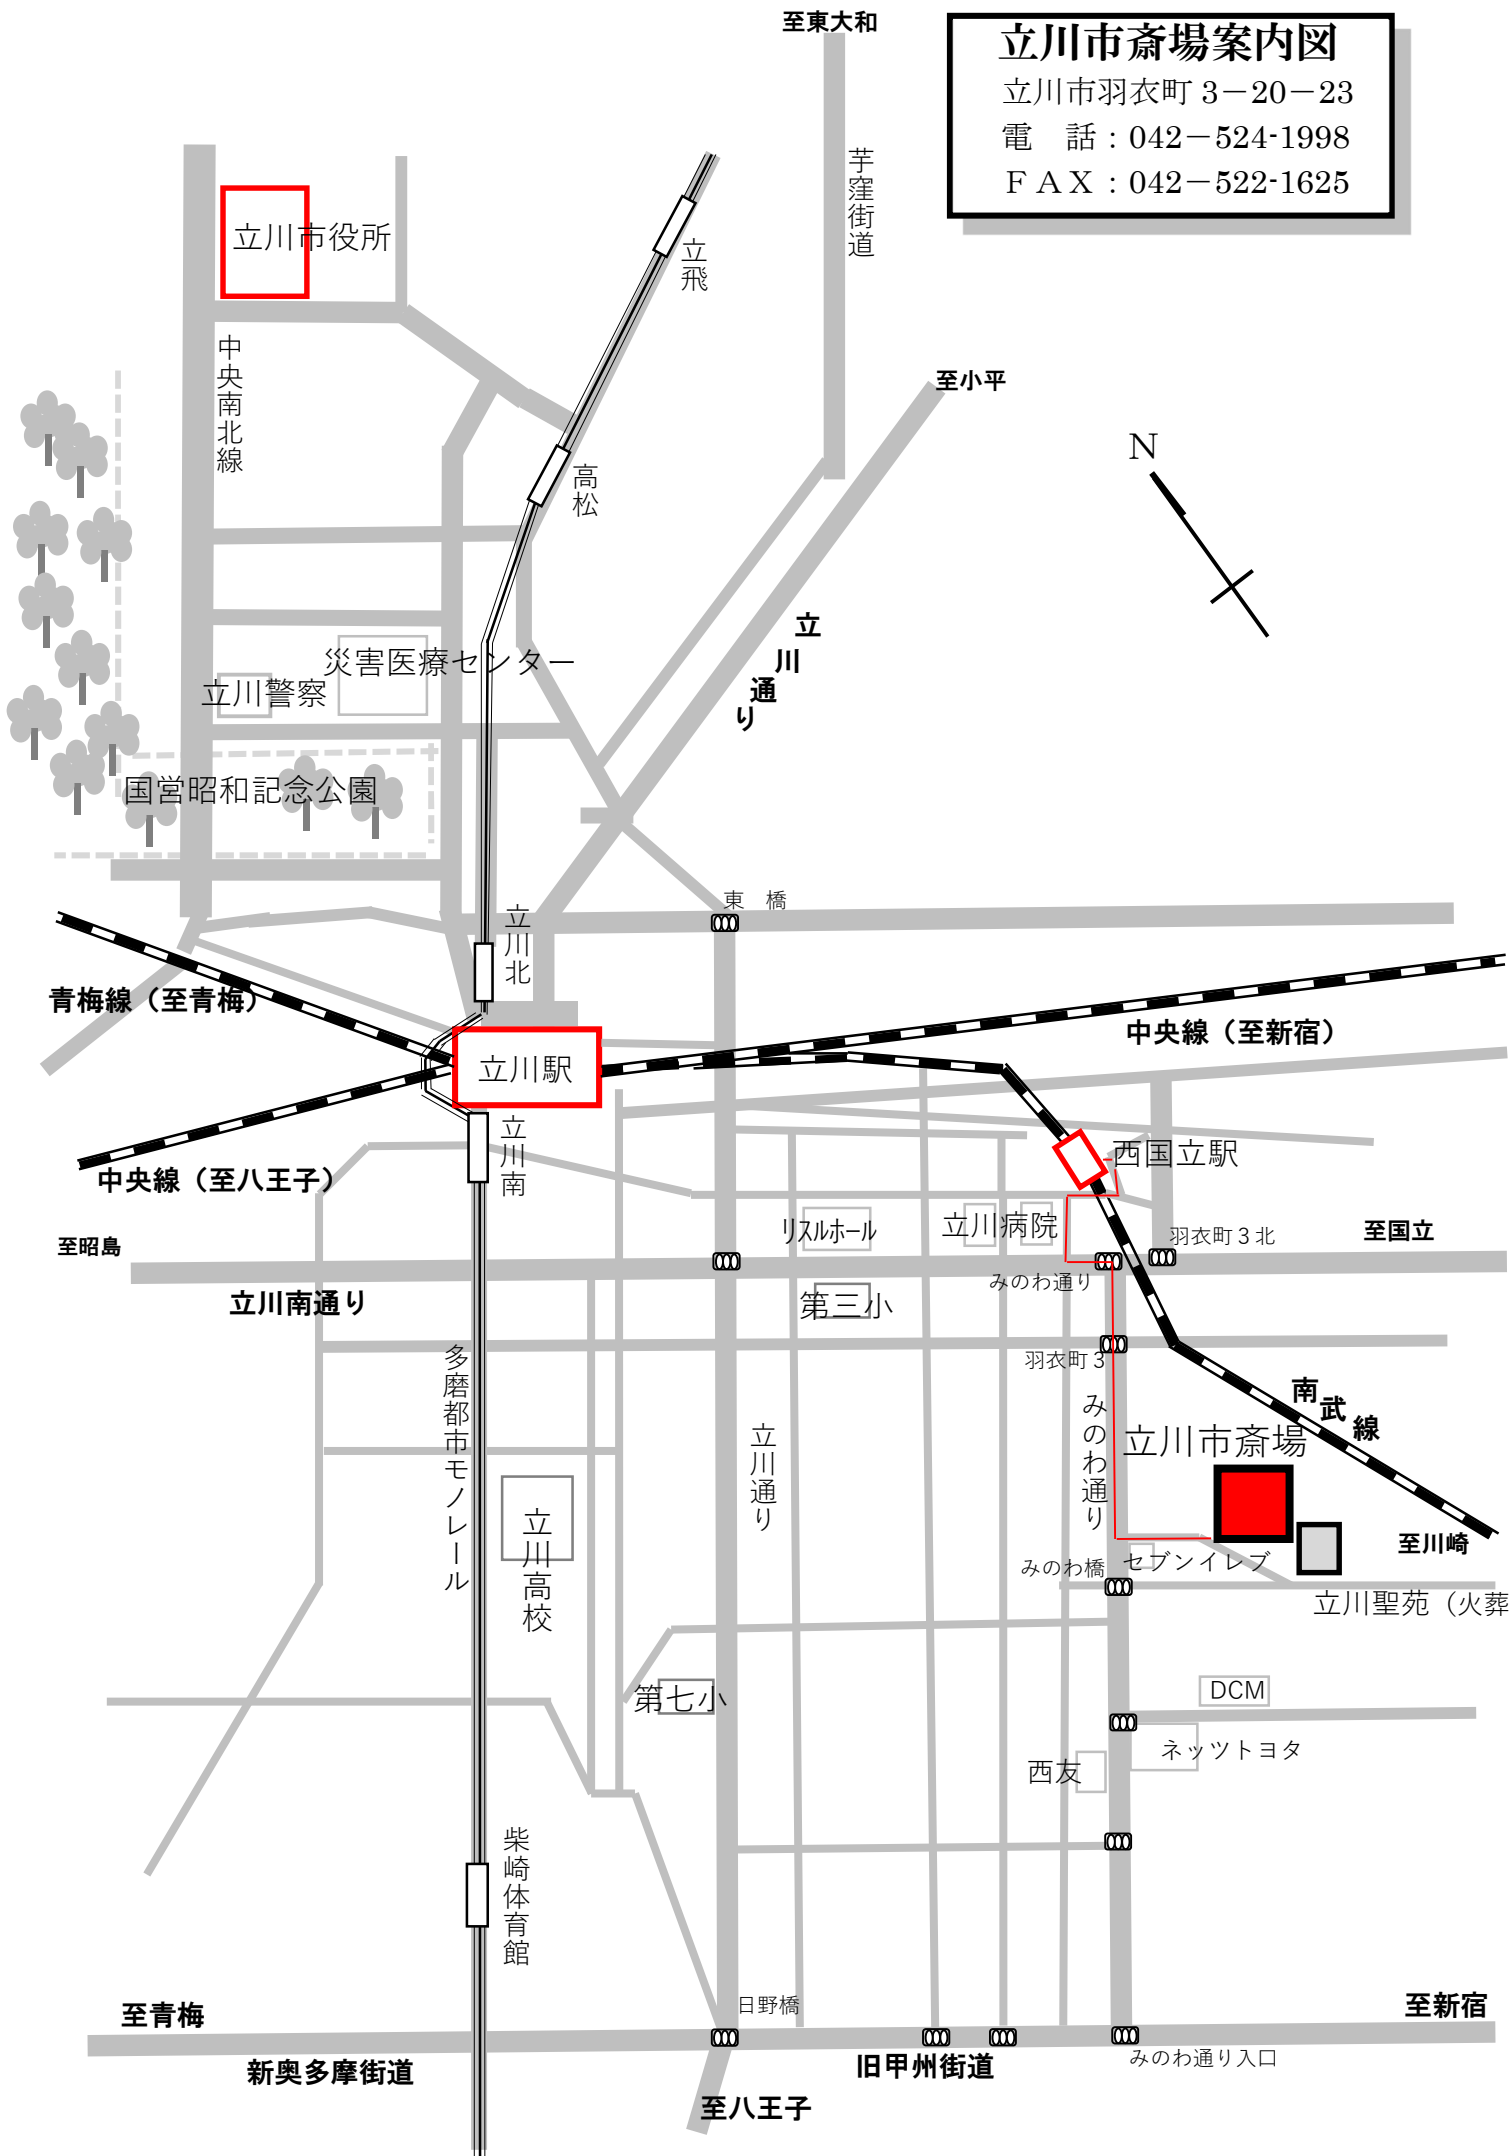 至東大和
立川市斎場案内図
立川市羽衣町 3－20－23
電　話：042－524-1998
ＦＡＸ：042－522-1625
芋窪街道
立川市役所
立飛
中央南北線
至小平
N
高松
立川通り
災害医療センター
立川警察
国営昭和記念公園
東　橋
立川北
青梅線（至青梅）
中央線（至新宿）
立川駅
立川南
西国立駅
中央線（至八王子）
リスルホール
立川病院
羽衣町３北
至国立
至昭島
みのわ通り
立川南通り
第三小
羽衣町３
多磨都市モノレール
南武線
みのわ通り
立川通り
立川市斎場
立川高校
至川崎
みのわ橋
セブンイレブ
立川聖苑（火葬
第七小
DCM
ネッツトヨタ
西友
柴崎体育館
至青梅
日野橋
至新宿
新奥多摩街道
旧甲州街道
みのわ通り入口
至八王子